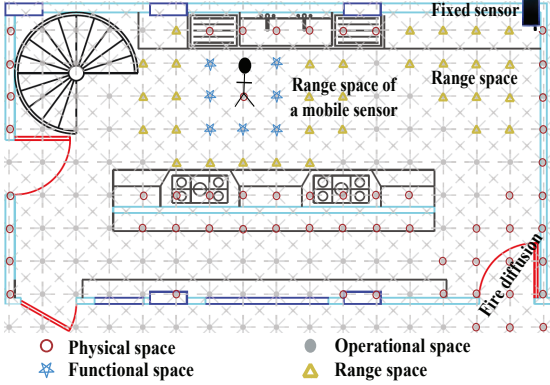 Fixed sensor
Range space of
a mobile sensor
Range space
Fire diffusion
Physical space
Operational space
Functional space
Range space